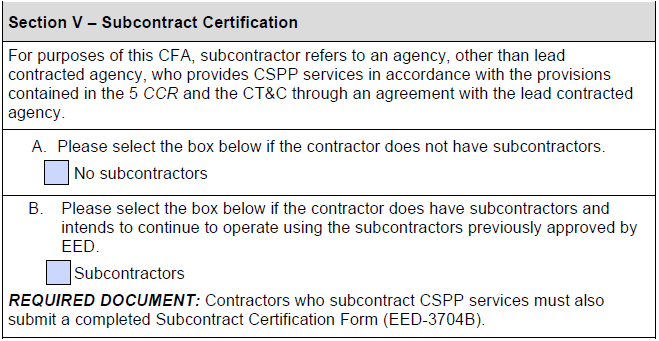 Section V – Subcontract Certification
For purposes of this CFA, subcontractor refers to an agency, other than lead
contracted agency, who provides CSPP services in accordance with the provisions
contained in the 5 CCR and the CT&C through an agreement with the lead contracted
agency.
A. Please select the box below if the contractor does not have subcontractors.
No subcontractors
B. Please select the box below if the contractor does have subcontractors and
intends to continue to operate using the subcontractors previously approved by
EED.
Subcontractors
REQUIRED DOCUMENT: Contractors who subcontract CSPP services must also
submit a completed Subcontract Certification Form (EED-3704B).